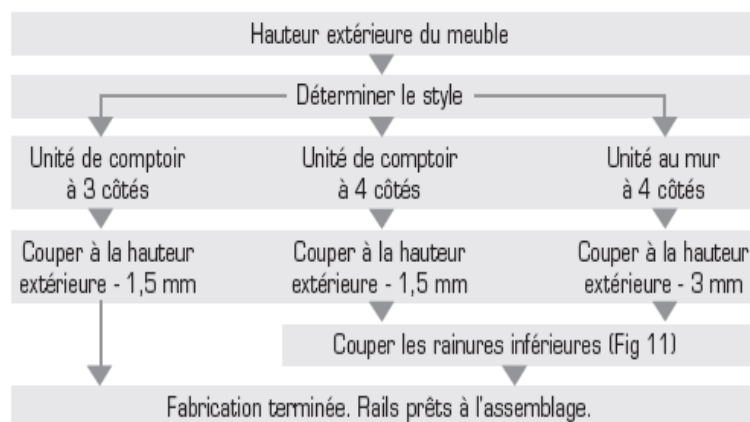 Hauteur extérieure du meuble
Déterminer le style
Unité de comptoir
à 3 côtés
Unité de comptoir
à 4 côtés
Unité au mur
à 4 côtés
Couper à la hauteur
extérieure - 1,5 mm
Couper à la hauteur
extérieure - 1,5 mm
Couper à la hauteur
extérieure - 3 mm
Couper les rainures inférieures (Fig 11)
Fabrication terminée. Rails prêts à l'assemblage.